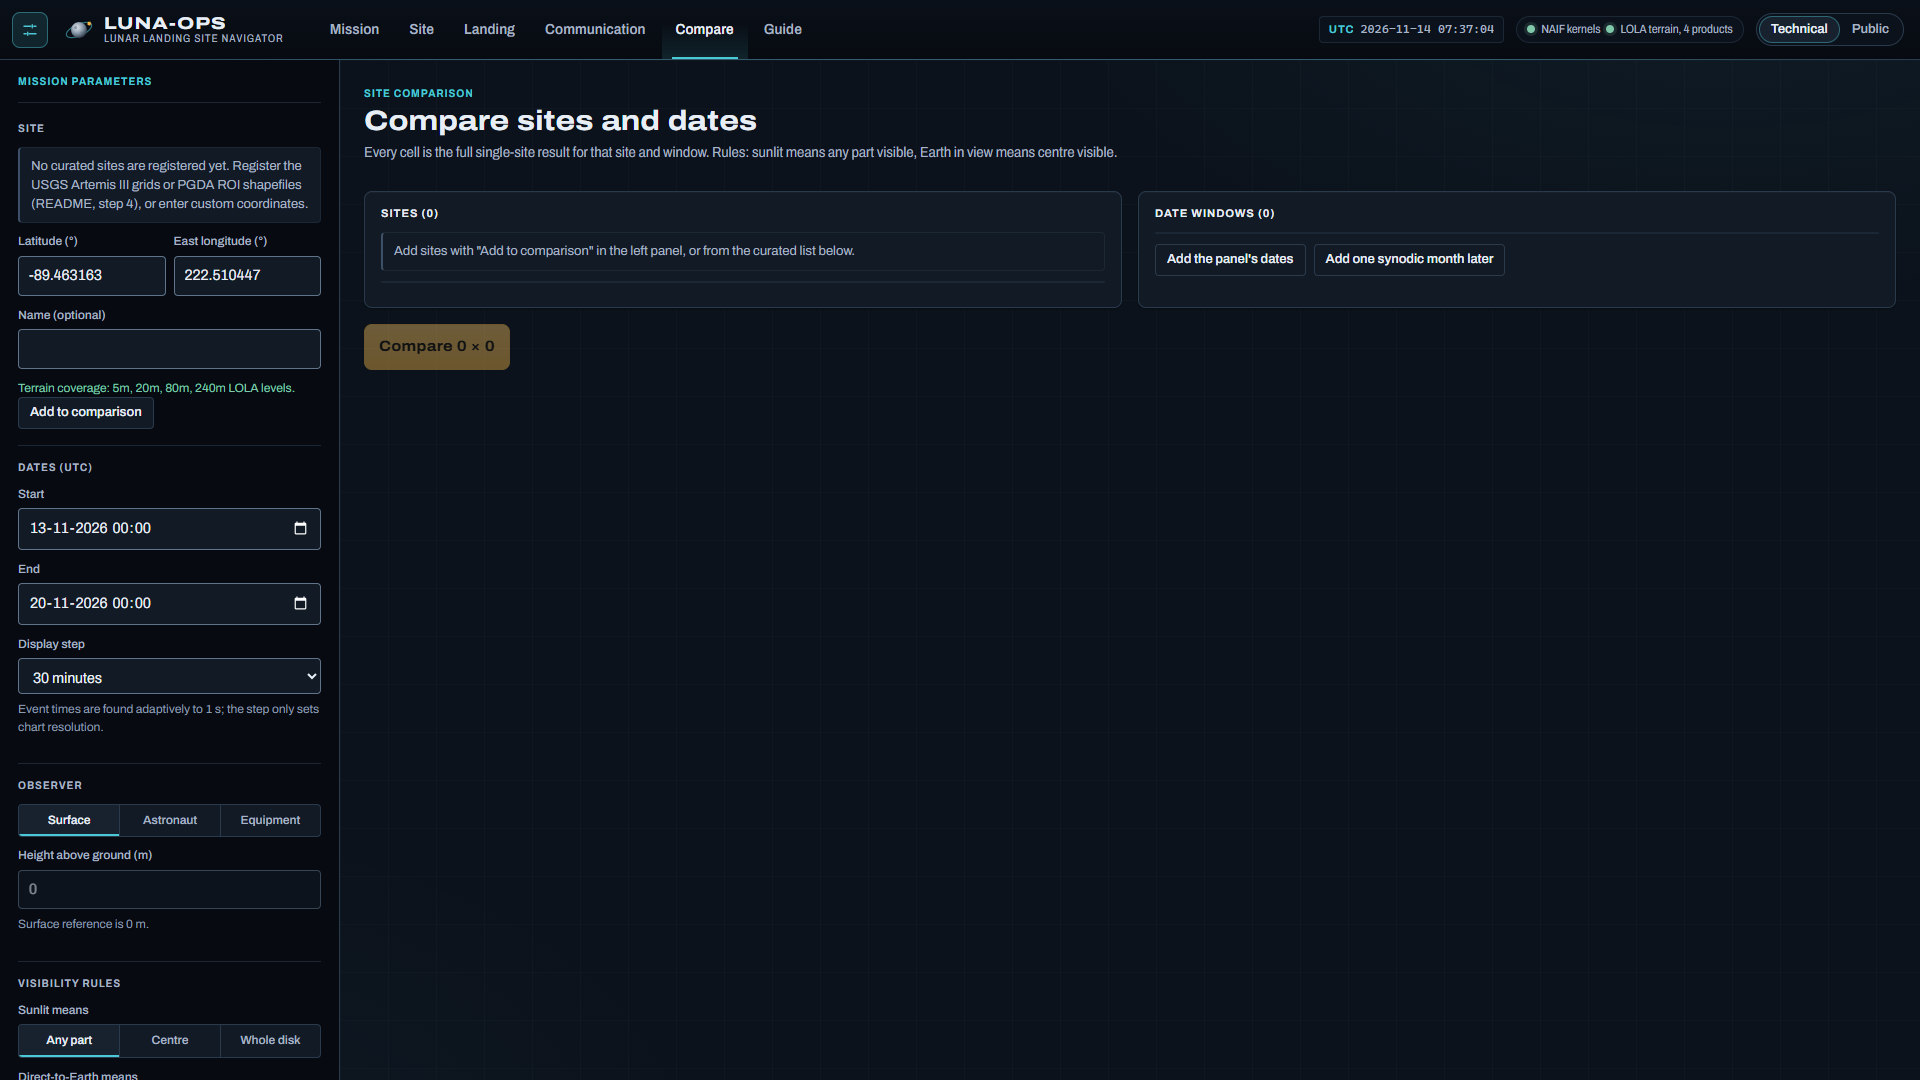 LUNA-OPS
LUNAR LANDING SITE NAVIGATOR
Mission
Site
Landing
Communication
Compare
Guide
UTC 2026-11-14 07:37:04
NAIF kernels
LOLA terrain, 4 products
Technical
Public
MISSION PARAMETERS
SITE
No curated sites are registered yet. Register the
USGS Artemis III grids or PGDA ROI shapefiles
(README, step 4), or enter custom coordinates.
Latitude (°)
East longitude (°)
-89.463163
222.510447
Name (optional)
Terrain coverage: 5m, 20m, 80m, 240m LOLA levels.
Add to comparison
DATES (UTC)
Start
13-11-2026 00:00
End
20-11-2026 00:00
Display step
30 minutes
Event times are found adaptively to 1 s; the step only sets
chart resolution.
OBSERVER
Surface
Astronaut
Equipment
Height above ground (m)
0
Surface reference is 0 m.
VISIBILITY RULES
Sunlit means
Any part
Centre
Whole disk
Direct-to-Earth means
SITE COMPARISON
Compare sites and dates
Every cell is the full single-site result for that site and window. Rules: sunlit means any part visible, Earth in view means centre visible.
SITES (0)
Add sites with "Add to comparison" in the left panel, or from the curated list below.
DATE WINDOWS (0)
Add the panel's dates
Add one synodic month later
Compare 0 × 0